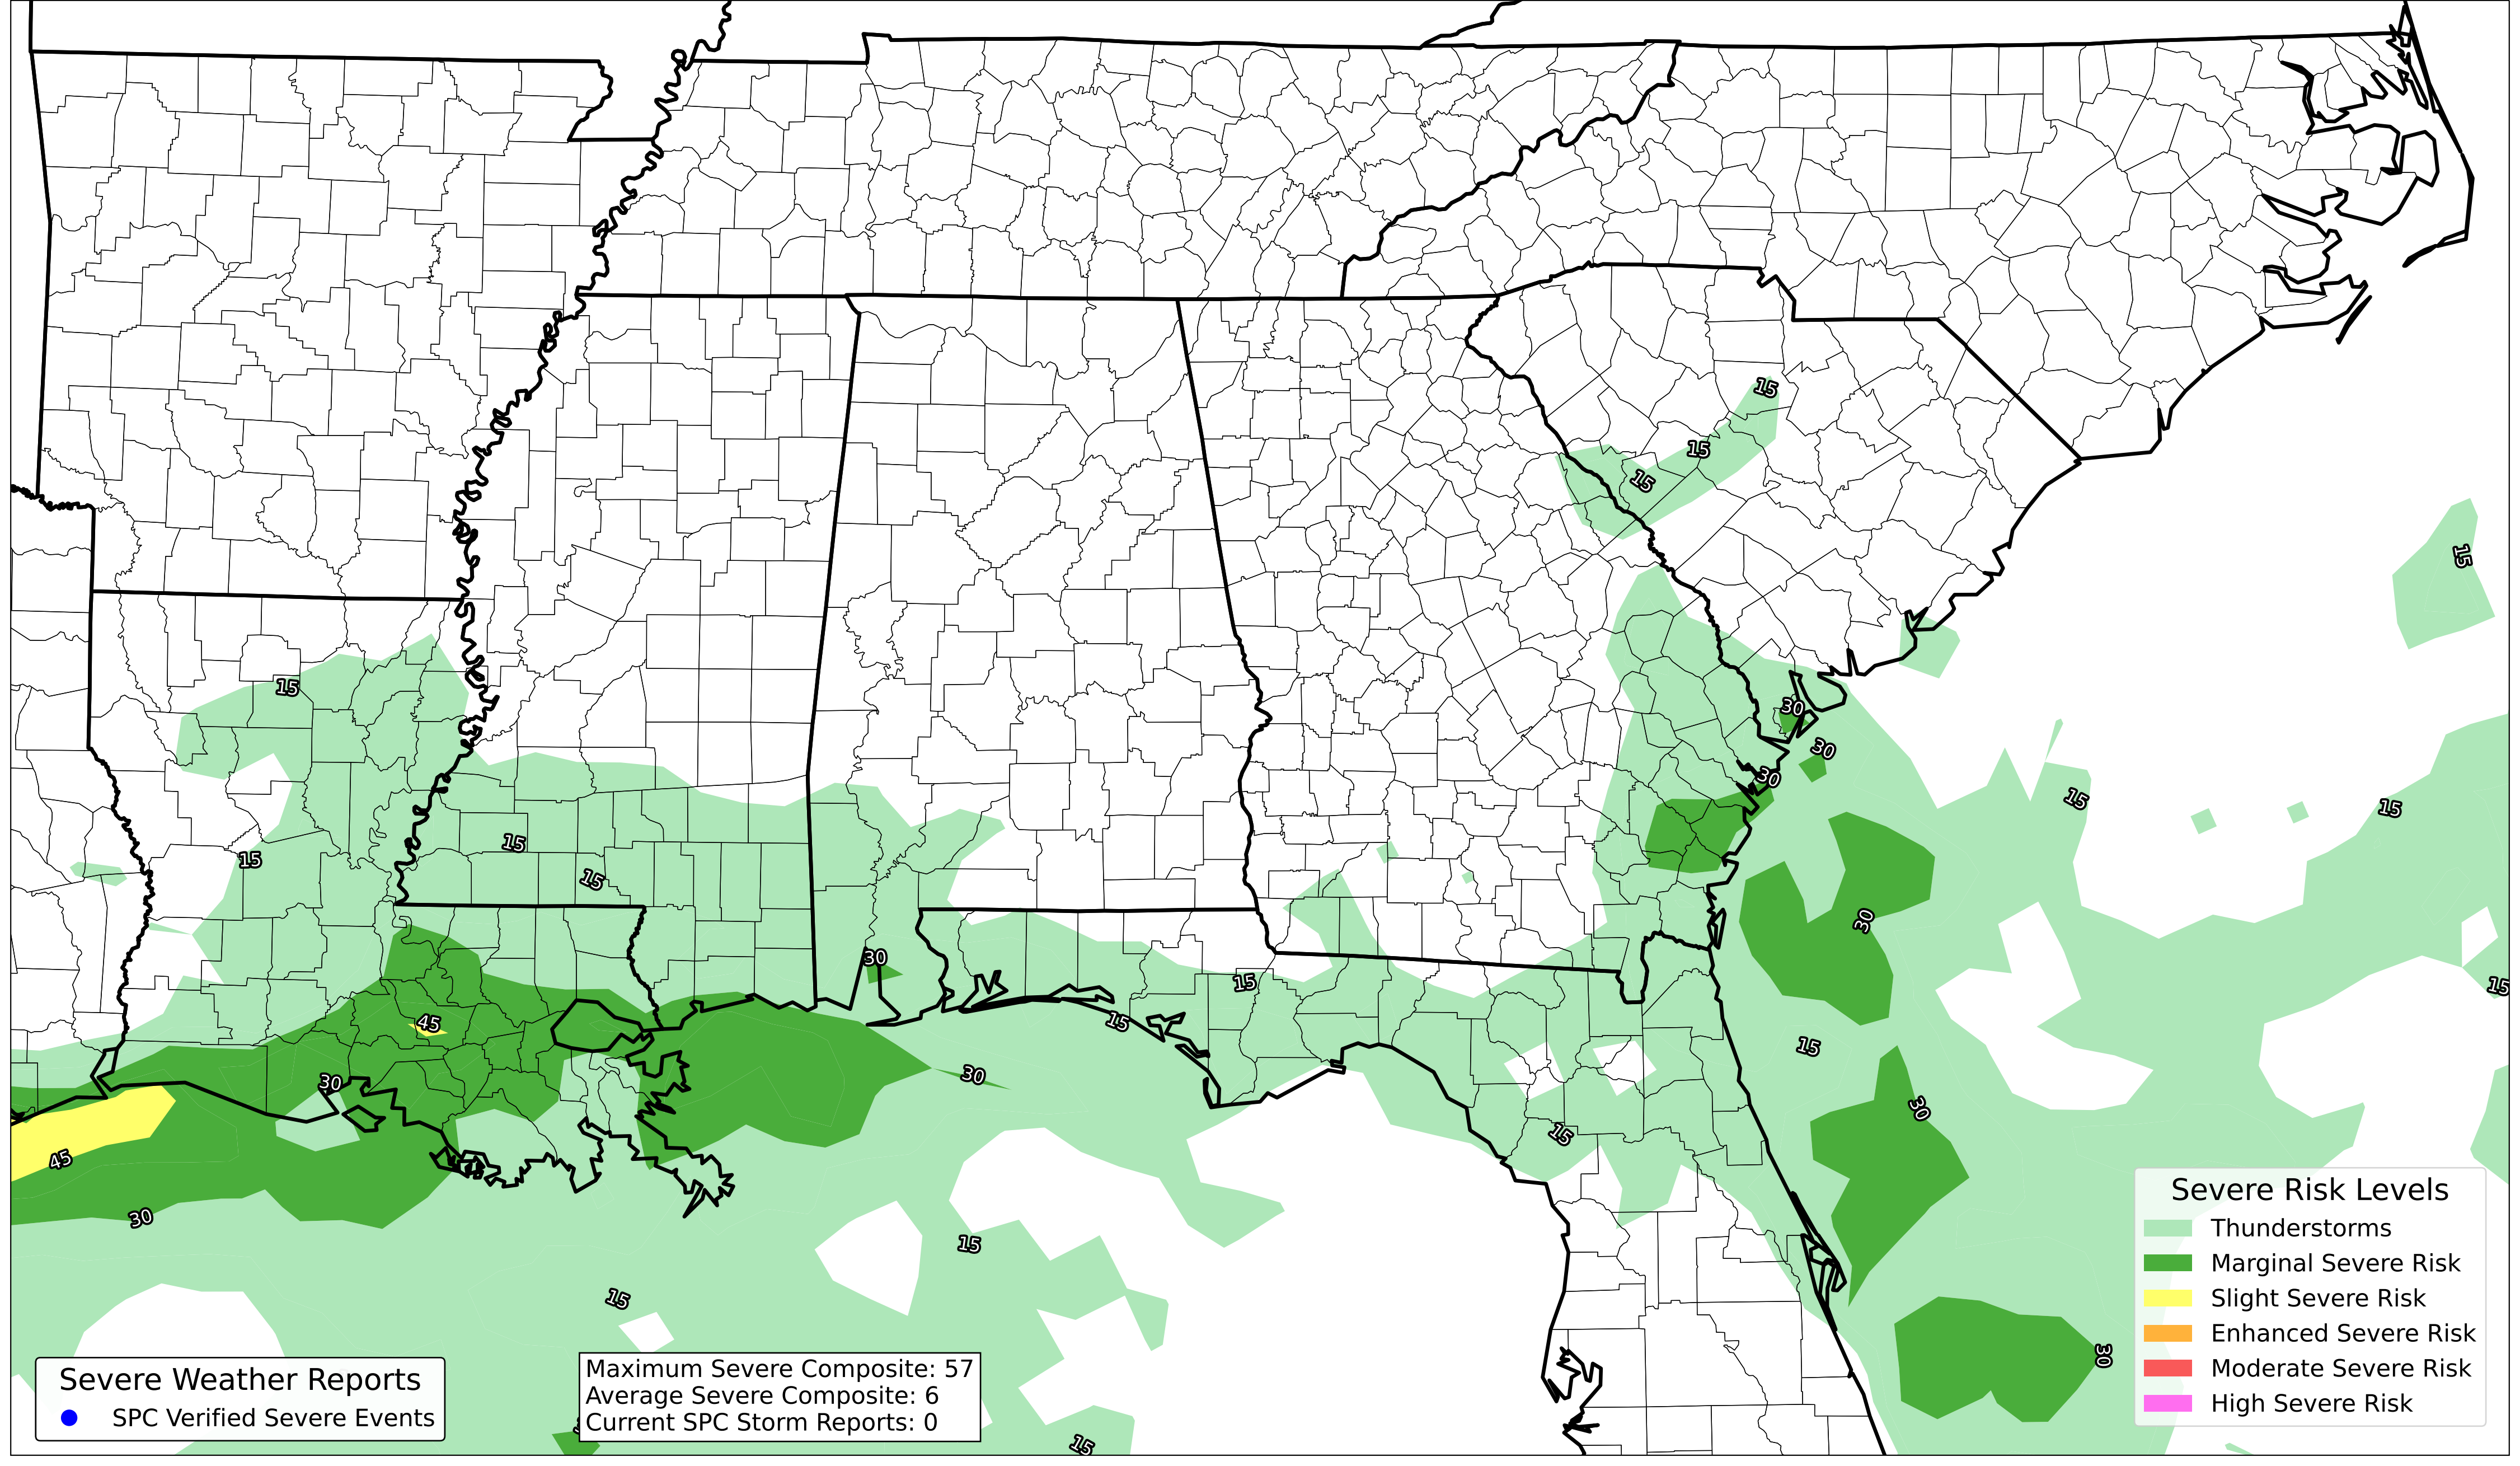 15
15
15
15
15
30
15
30
30
15
30
15
15
15
15
30
30
15
15
45
15
15
30
30
30
15
45
30
15
15
30
15
Severe Risk Levels
Thunderstorms
Marginal Severe Risk
Slight Severe Risk
Enhanced Severe Risk
Moderate Severe Risk
High Severe Risk
Severe Weather Reports
SPC Verified Severe Events
Maximum Severe Composite: 57
Average Severe Composite: 6
Current SPC Storm Reports: 0